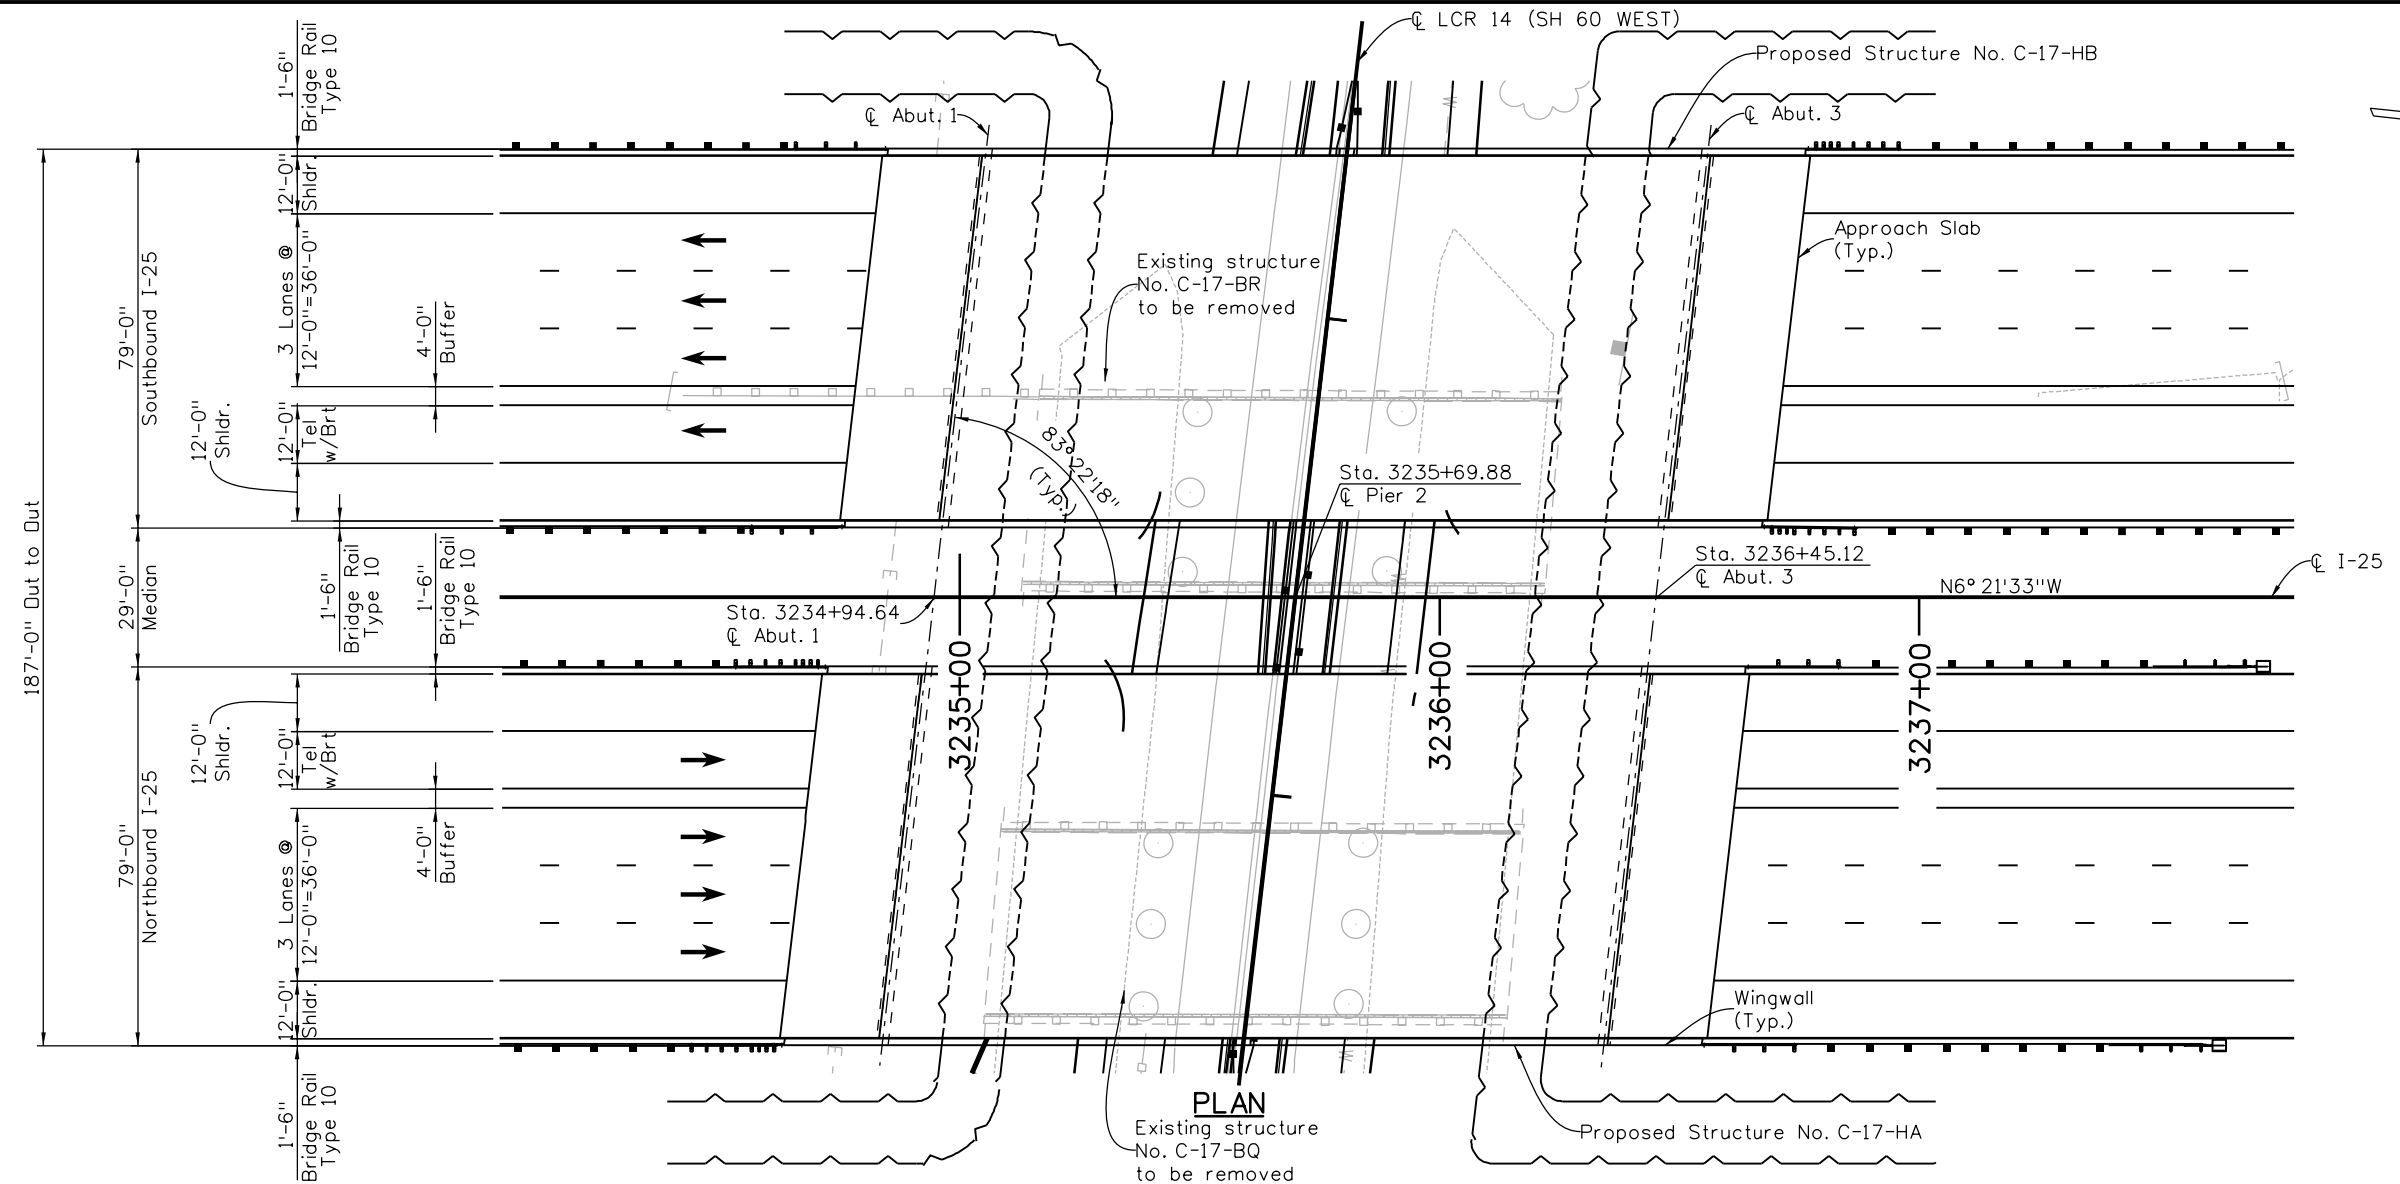 ℄ LCR 14 (SH 60 WEST)
Proposed Structure No. C-17-HB
℄ Abut. 1
℄ Abut. 3
1'-6"
Bridge Rail
Type 10
12'-0"
Shldr.
3 Lanes @
12'-0"=36'-0"
4'-0"
Buffer
12'-0"
Tel
w/Brt
12'-0"
Shldr.
79'-0"
Southbound I-25
Approach Slab
(Typ.)
Existing structure
No. C-17-BR
to be removed
83°22'18"
(Typ.)
Sta. 3235+69.88
℄ Pier 2
Sta. 3236+45.12
℄ Abut. 3
℄ I-25
N6°21'33"W
Sta. 3234+94.64
℄ Abut. 1
187'-0" Out to Out
29'-0"
Median
1'-6"
Bridge Rail
Type 10
1'-6"
Bridge Rail
Type 10
3235+00
3236+00
3237+00
12'-0"
Shldr.
12'-0"
Tel
w/Brt
4'-0"
Buffer
79'-0"
Northbound I-25
3 Lanes @
12'-0"=36'-0"
12'-0"
Shldr.
1'-6"
Bridge Rail
Type 10
Wingwall
(Typ.)
PLAN
Existing structure
No. C-17-BQ
to be removed
Proposed Structure No. C-17-HA
E
E
E
E
W
W
W
W